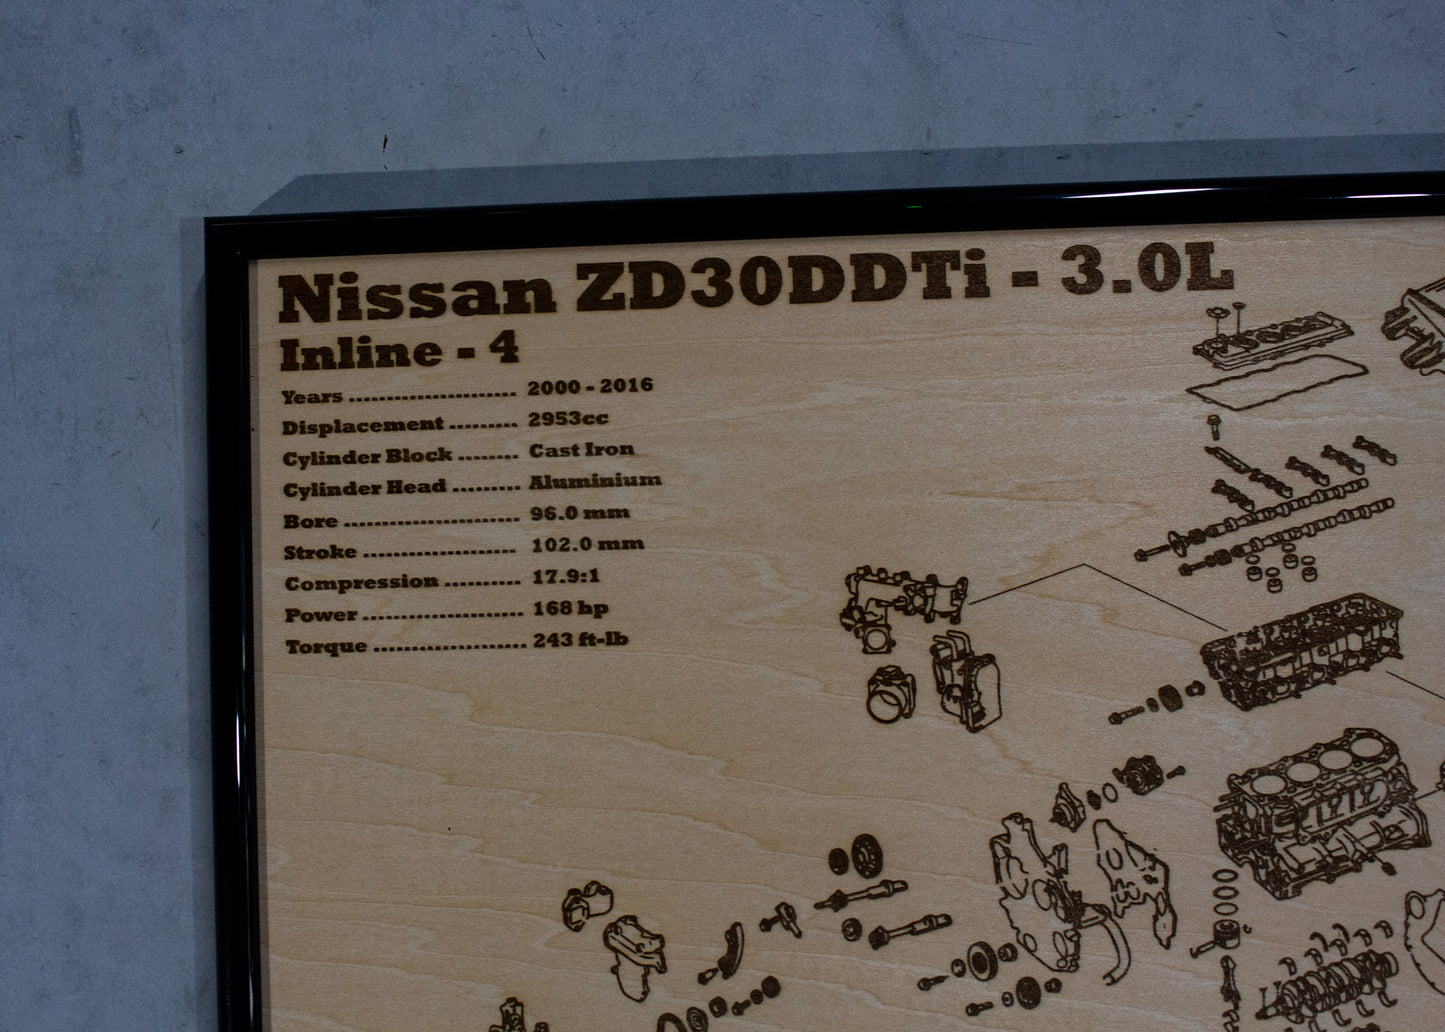 Nissan ZD30DDTi - 3.0L
Inline - 4
Years ...................... 2000 - 2016
Displacement ......... 2953cc
Cylinder Block ........ Cast Iron
Cylinder Head ......... Aluminium
Bore ....................... 96.0 mm
Stroke .................... 102.0 mm
Compression .......... 17.9:1
Power ..................... 168 hp
Torque .................... 243 ft-lb